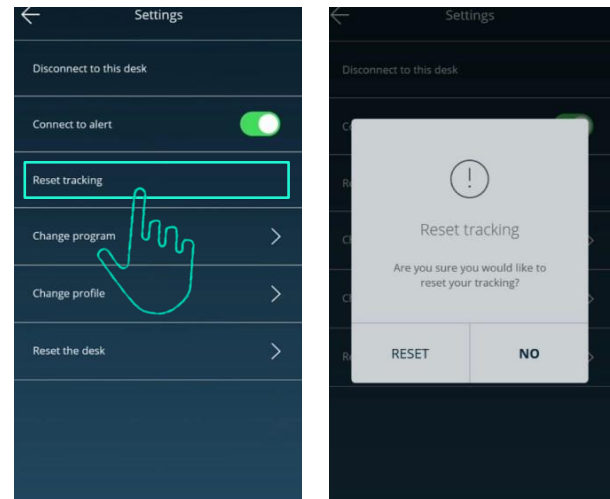 Settings
Disconnect to this desk
Connect to alert
Reset tracking
Change program
Change profile
Reset the desk
Settings
Disconnect to this desk
Reset tracking
Are you sure you would like to
reset your tracking?
RESET
NO